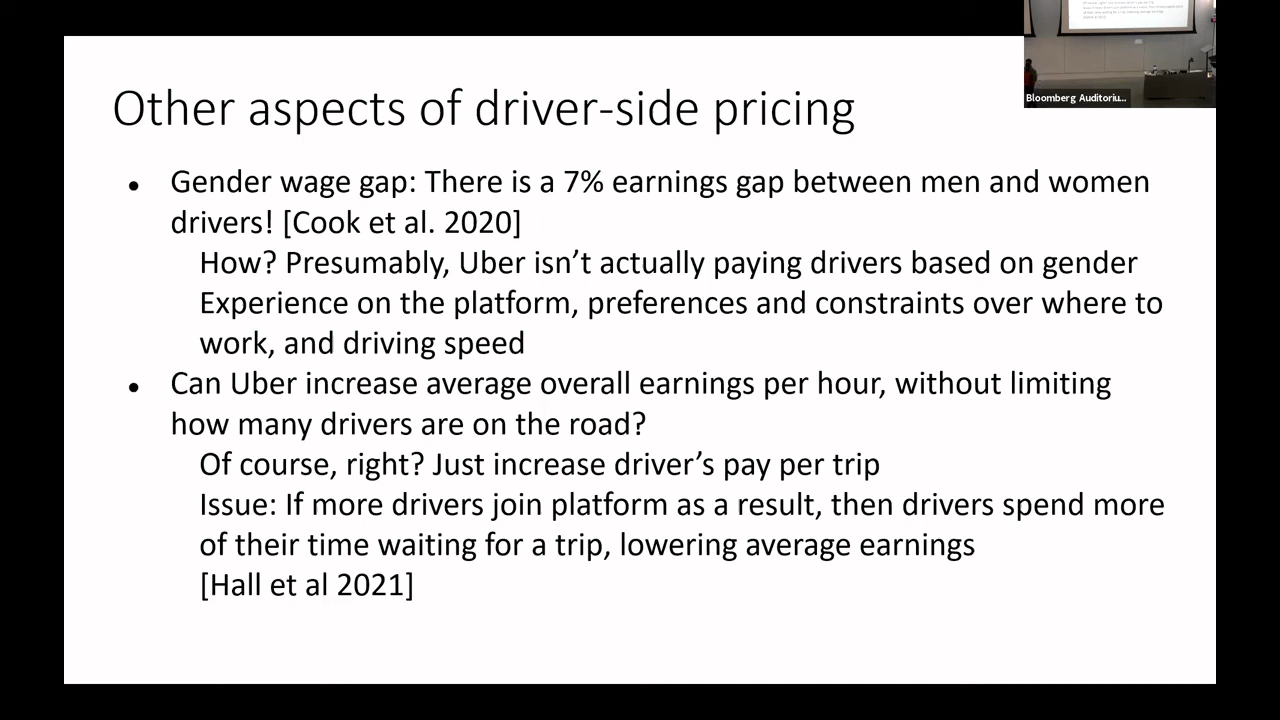 Other aspects of driver-side pricing
• Gender wage gap: There is a 7% earnings gap between men and women
drivers! [Cook et al. 2020]
How? Presumably, Uber isn’t actually paying drivers based on gender
Experience on the platform, preferences and constraints over where to
work, and driving speed
• Can Uber increase average overall earnings per hour, without limiting
how many drivers are on the road?
Of course, right? Just increase driver’s pay per trip
Issue: If more drivers join platform as a result, then drivers spend more
of their time waiting for a trip, lowering average earnings
[Hall et al 2021]
Bloomberg Auditoriu...